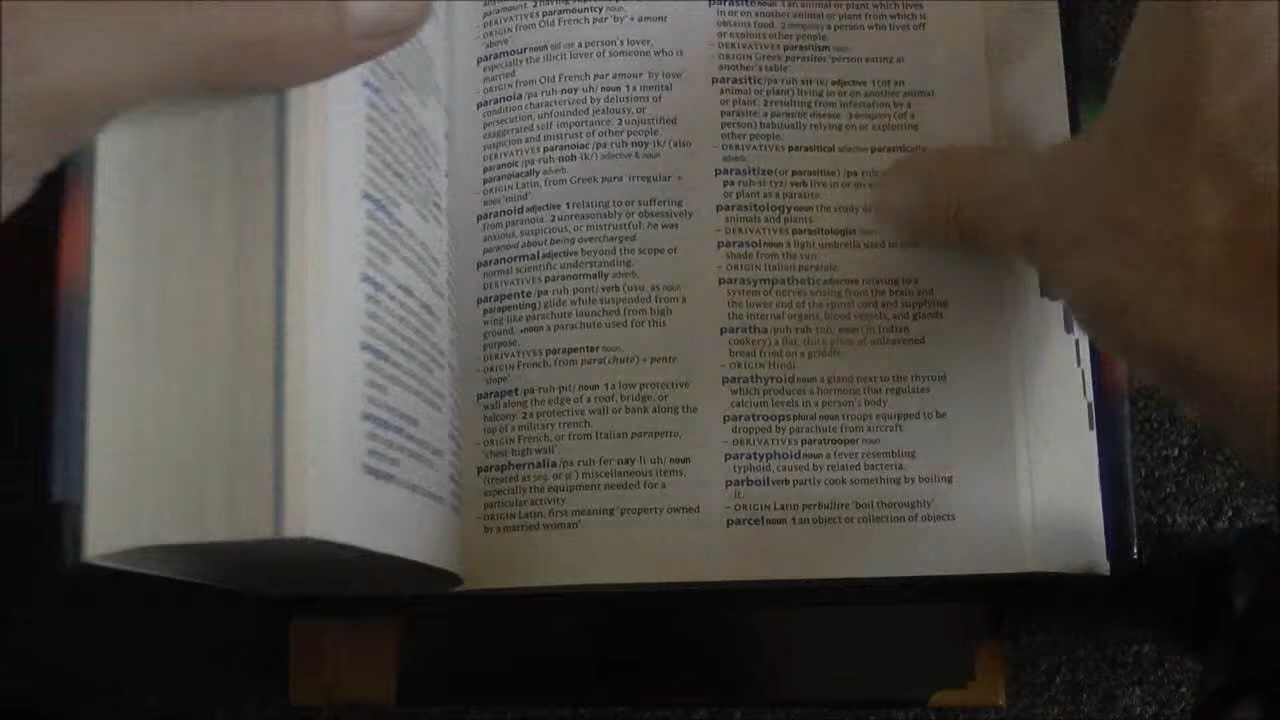 paramount. 2 having
– DERIVATIVES paramountcy noun.
– ORIGIN from Old French par 'by' + amont
'above'.
paramour noun old use a person's lover,
especially the illicit lover of someone who is
married.
– ORIGIN from Old French par amour 'by love'
paranoia /pa-ruh-noy-uh/ noun 1 a mental
condition characterized by delusions of
persecution, unfounded jealousy, or
exaggerated self-importance. 2 unjustified
suspicion and mistrust of other people.
DERIVATIVES paranoiac /pa-ruh-noy-ik/ (also
paranoic /pa-ruh-noh-ik/) adjective & noun
paranoiacally adverb.
– ORIGIN Latin, from Greek para 'irregular' +
noos 'mind'.
paranoid adjective 1 relating to or suffering
from paranoia. 2 unreasonably or obsessively
anxious, suspicious, or mistrustful: he was
paranoid about being overcharged.
paranormal adjective beyond the scope of
normal scientific understanding.
DERIVATIVES paranormally adverb.
parapente /pa-ruh-pont/ verb (usu. as noun
parapenting) glide while suspended from a
wing-like parachute launched from high
ground. •noun a parachute used for this
purpose.
– DERIVATIVES parapenter noun.
– ORIGIN French, from para(chute) + pente
'slope'
parapet /pa-ruh-pit/ noun 1 a low protective
wall along the edge of a roof, bridge, or
balcony. 2 a protective wall or bank along the
top of a military trench.
– ORIGIN French, or from Italian parapetto,
'chest-high wall'.
paraphernalia /pa-ruh-fer-nay-li-uh/ noun
(treated as sing. or pl.) miscellaneous items,
especially the equipment needed for a
particular activity.
– ORIGIN Latin, first meaning 'property owned
by a married woman'
parasite noun 1 an animal or plant which lives
in or on another animal or plant from which it
obtains food. 2 derogatory a person who lives off
or exploits other people.
– DERIVATIVES parasitism noun.
– ORIGIN Greek parasitos 'person eating at
another's table'.
parasitic /pa-ruh-sit-ik/ adjective 1 (of an
animal or plant) living in or on another animal
or plant. 2 resulting from infestation by a
parasite: a parasitic disease. 3 derogatory (of a
person) habitually relying on or exploiting
other people.
– DERIVATIVES parasitical adjective parasitically
adverb.
parasitize (or parasitise) /pa-ruh-
pa-ruh-si-tyz/ verb live in or on
or plant as a parasite.
parasitology noun the study of
animals and plants.
– DERIVATIVES parasitologist noun
parasol noun a light umbrella used to
shade from the sun.
– ORIGIN Italian parasole.
parasympathetic adjective relating to a
system of nerves arising from the brain and
the lower end of the spinal cord and supplying
the internal organs, blood vessels, and glands.
paratha /puh-rah-tuh/ noun (in Indian
cookery) a flat, thick piece of unleavened
bread fried on a griddle.
– ORIGIN Hindi.
parathyroid noun a gland next to the thyroid
which produces a hormone that regulates
calcium levels in a person's body.
paratroops plural noun troops equipped to be
dropped by parachute from aircraft.
– DERIVATIVES paratrooper noun
paratyphoid noun a fever resembling
typhoid, caused by related bacteria.
parboil verb partly cook something by boiling
it.
– ORIGIN Latin perbullire 'boil thoroughly'
parcel noun 1 an object or collection of objects